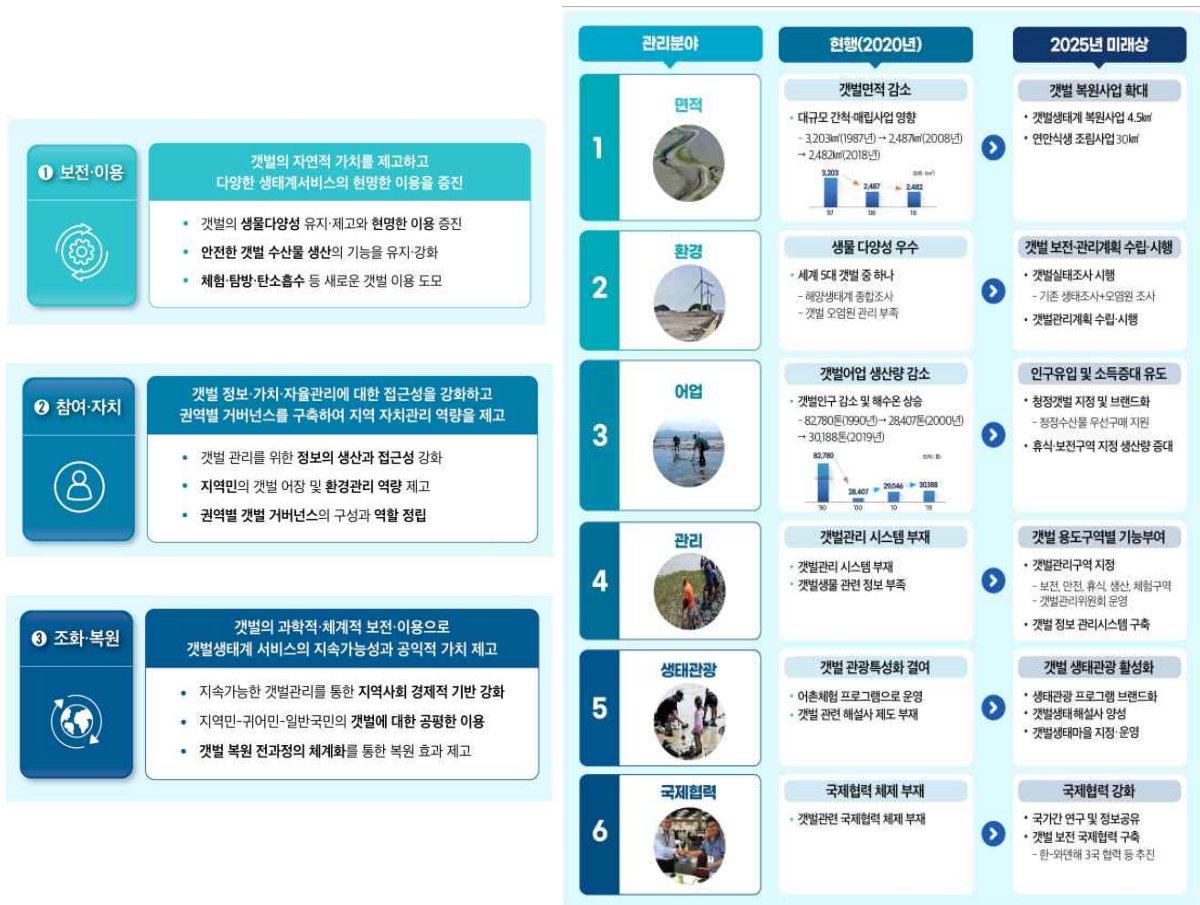 ❶ 보전·이용
갯벌의 자연적 가치를 제고하고
다양한 생태계서비스의 현명한 이용을 증진
• 갯벌의 생물다양성 유지·제고와 현명한 이용 증진
• 안전한 갯벌 수산물 생산의 기능을 유지·강화
• 체험·탐방·탄소흡수 등 새로운 갯벌 이용 도모
❷ 참여·자치
갯벌 정보·가치·자율관리에 대한 접근성을 강화하고
권역별 거버넌스를 구축하여 지역 자치관리 역량을 제고
• 갯벌 관리를 위한 정보의 생산과 접근성 강화
• 지역민의 갯벌 어장 및 환경관리 역량 제고
• 권역별 갯벌 거버넌스의 구성과 역할 정립
❸ 조화·복원
갯벌의 과학적·체계적 보전·이용으로
갯벌생태계 서비스의 지속가능성과 공익적 가치 제고
• 지속가능한 갯벌관리를 통한 지역사회 경제적 기반 강화
• 지역민-귀어민-일반국민의 갯벌에 대한 공평한 이용
• 갯벌 복원 전과정의 체계화를 통한 복원 효과 제고
관리분야
현행(2020년)
2025년 미래상
1
면적
갯벌면적 감소
• 대규모 간척·매립사업 영향
- 3,203㎢(1987년) → 2,487㎢(2008년)
→ 2,482㎢(2018년)
3,203
2,487
2,482
'87
'08
'18
갯벌 복원사업 확대
• 갯벌생태계 복원사업 4.5㎢
• 연안식생 조림사업 30㎢
2
환경
생물 다양성 우수
• 세계 5대 갯벌 중 하나
- 해양생태계 종합조사
- 갯벌 오염원 관리 부족
갯벌 보전·관리계획 수립·시행
• 갯벌실태조사 시행
- 기존 생태조사+오염원 조사
• 갯벌관리계획 수립·시행
3
어업
갯벌어업 생산량 감소
• 갯벌인구 감소 및 해수온 상승
- 82,780톤(1990년) → 28,407톤(2000년)
→ 30,188톤(2019년)
82,780
28,407
29,046
30,188
'90
'00
'10
'19
인구유입 및 소득증대 유도
• 청정갯벌 지정 및 브랜드화
- 청정수산물 우선구매 지원
• 휴식·보전구역 지정 생산량 증대
4
관리
갯벌관리 시스템 부재
• 갯벌관리 시스템 부재
• 갯벌생물 관련 정보 부족
갯벌 용도구역별 기능부여
• 갯벌관리구역 지정
- 보전, 안전, 휴식, 생산, 체험구역
- 갯벌관리위원회 운영
• 갯벌 정보 관리시스템 구축
5
생태관광
갯벌 관광특성화 결여
• 어촌체험 프로그램으로 운영
• 갯벌 관련 해설사 제도 부재
갯벌 생태관광 활성화
• 생태관광 프로그램 브랜드화
• 갯벌생태해설사 양성
• 갯벌생태마을 지정·운영
6
국제협력
국제협력 체제 부재
• 갯벌관련 국제협력 체제 부재
국제협력 강화
• 국가간 연구 및 정보공유
• 갯벌 보전 국제협력 구축
- 한-와덴해 3국 협력 등 추진